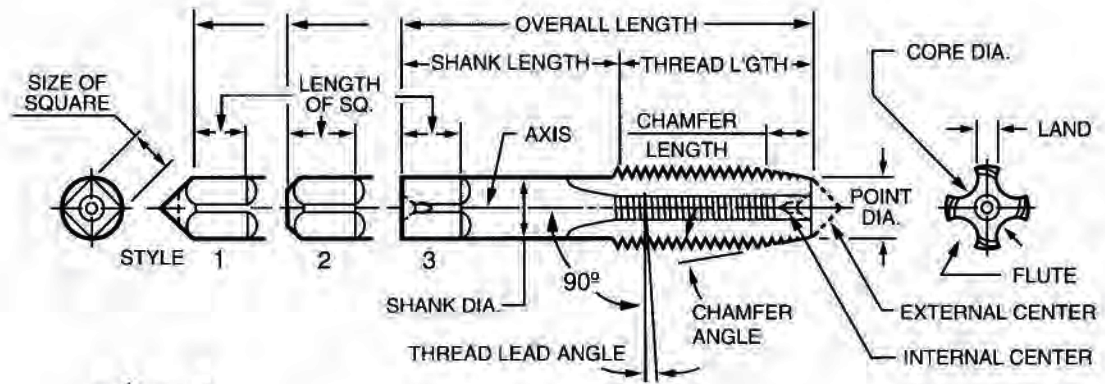 OVERALL LENGTH
SHANK LENGTH
THREAD L'GTH
CORE DIA.
SIZE OF
SQUARE
LENGTH
OF SQ.
AXIS
CHAMFER
LENGTH
LAND
POINT
DIA.
STYLE 1 2 3
90º
FLUTE
SHANK DIA.
CHAMFER
ANGLE
EXTERNAL CENTER
THREAD LEAD ANGLE
INTERNAL CENTER